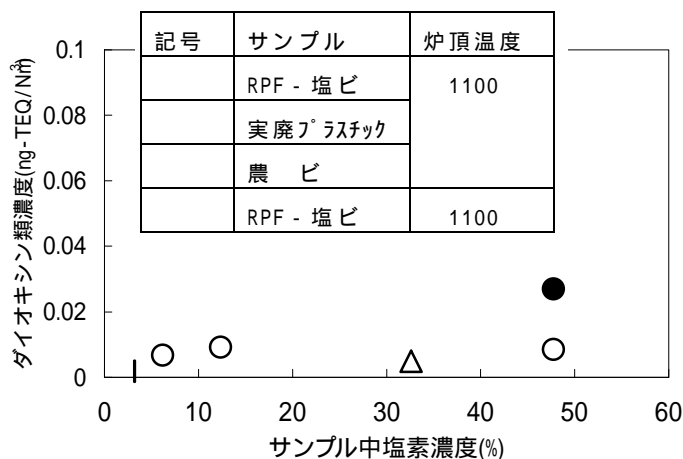 記号 サンプル 炉頂温度
RPF - 塩ビ 1100
実廃プラスチック
農 ビ
RPF - 塩ビ 1100
ダイオキシン類濃度(ng-TEQ/Nm3)
0.1
0.08
0.06
0.04
0.02
0
0 10 20 30 40 50 60
サンプル中塩素濃度(%)